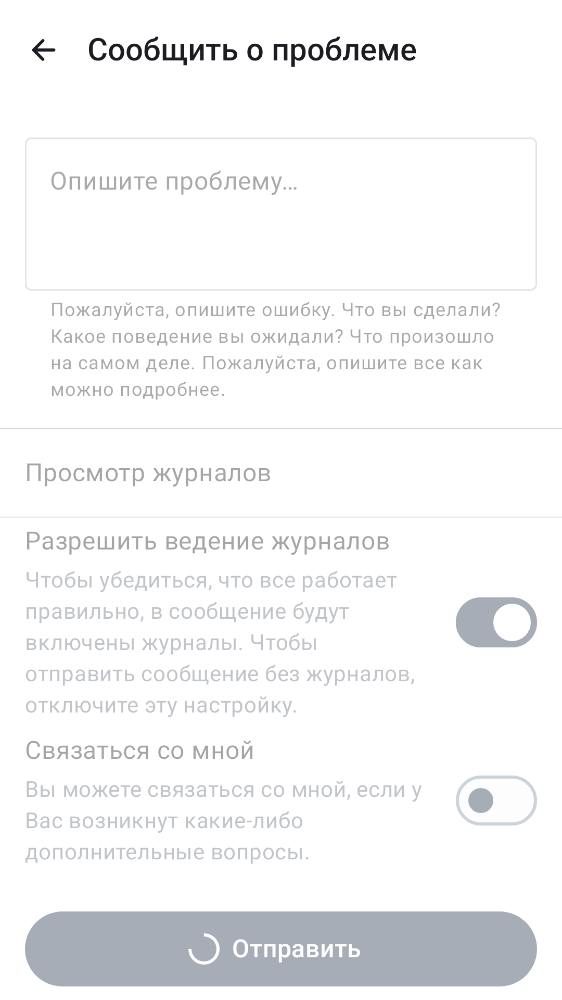 Сообщить о проблеме
Опишите проблему...
Пожалуйста, опишите ошибку. Что вы сделали?
Какое поведение вы ожидали? Что произошло
на самом деле. Пожалуйста, опишите все как
можно подробнее.
Просмотр журналов
Разрешить ведение журналов
Чтобы убедиться, что все работает
правильно, в сообщение будут
включены журналы. Чтобы
отправить сообщение без журналов,
отключите эту настройку.
Связаться со мной
Вы можете связаться со мной, если у
Вас возникнут какие-либо
дополнительные вопросы.
Отправить